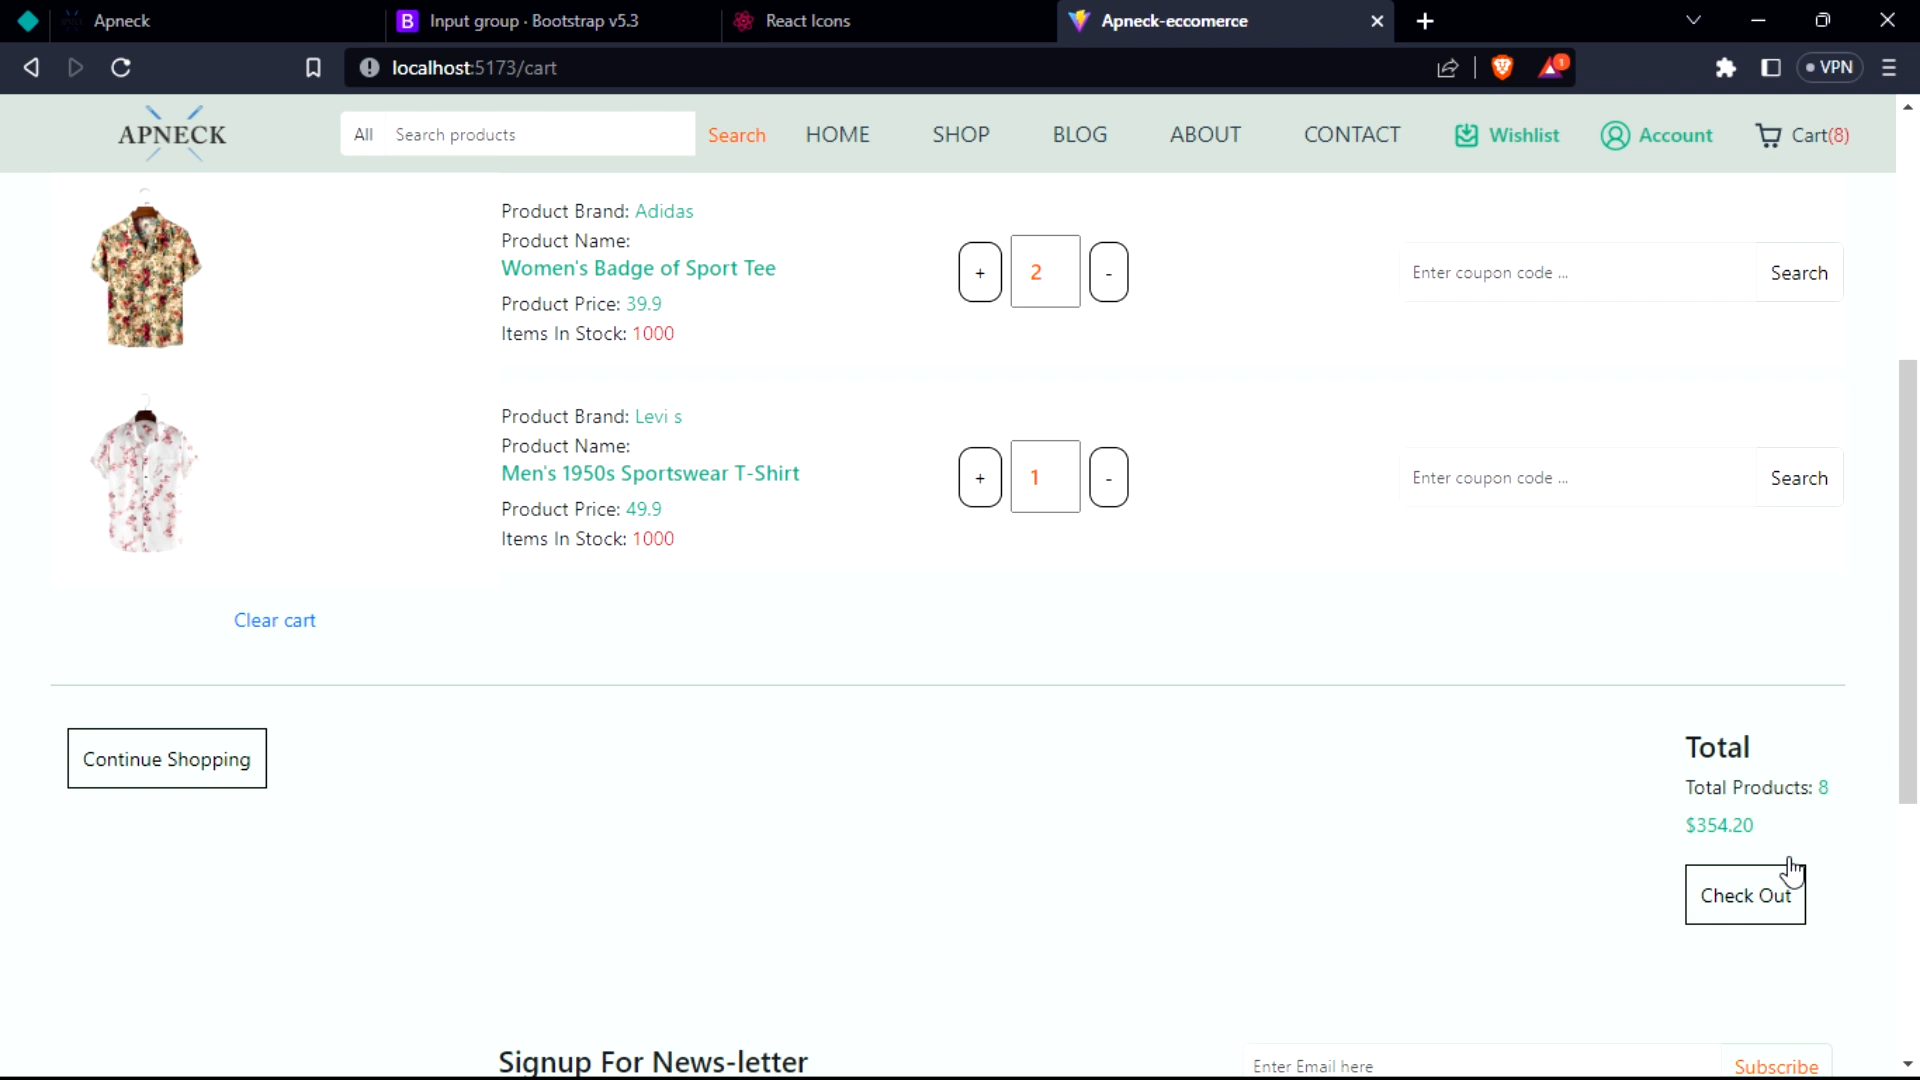 Apneck
B Input group · Bootstrap v5.3
React Icons
Apneck-eccomerce
localhost:5173/cart
1
VPN
APNECK
All Search products Search
HOME SHOP BLOG ABOUT CONTACT
Wishlist Account Cart(8)
Product Brand: Adidas
Product Name:
Women's Badge of Sport Tee
Product Price: 39.9
Items In Stock: 1000
+ 2 -
Enter coupon code ... Search
Product Brand: Levi s
Product Name:
Men's 1950s Sportswear T-Shirt
Product Price: 49.9
Items In Stock: 1000
+ 1 -
Enter coupon code ... Search
Clear cart
Continue Shopping
Total
Total Products: 8
$354.20
Check Out
Signup For News-letter
Enter Email here Subscribe